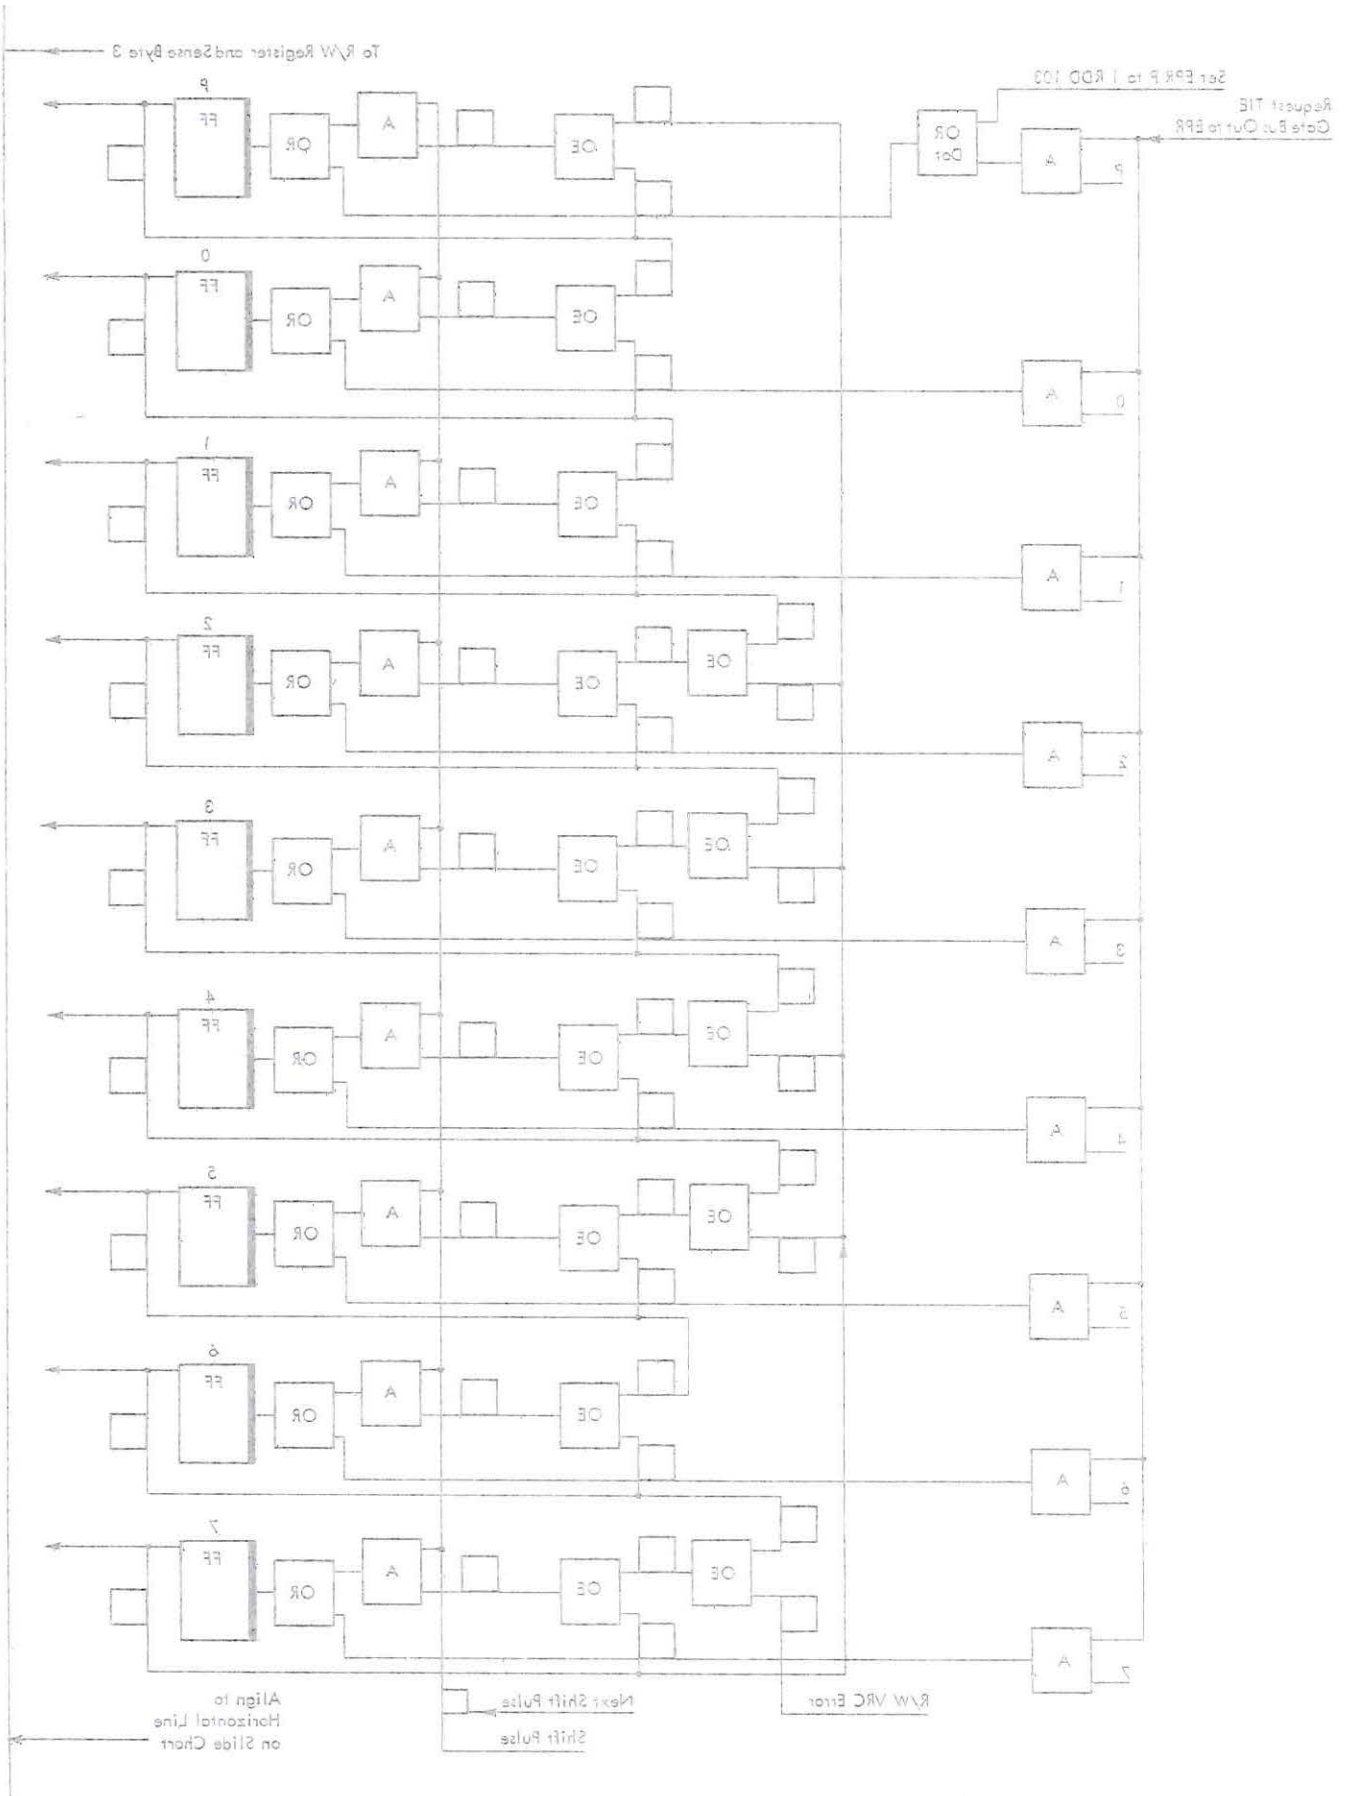 To R/W Register and Sense Byte 3
Set EPR P to 1 RDD 103
Request TIE
Gate Bus Out to EPR
P
FF
OR
A
OE
OR
Dot
A
P
0
FF
OR
A
OE
A
0
1
FF
OR
A
OE
A
1
2
FF
OR
A
OE
OE
A
2
3
FF
OR
A
OE
OE
A
3
4
FF
OR
A
OE
OE
A
4
5
FF
OR
A
OE
OE
A
5
6
FF
OR
A
OE
A
6
7
FF
OR
A
OE
OE
A
7
Align to
Horizontal Line
on Slide Chart
Next Shift Pulse
Shift Pulse
R/W VRC Error